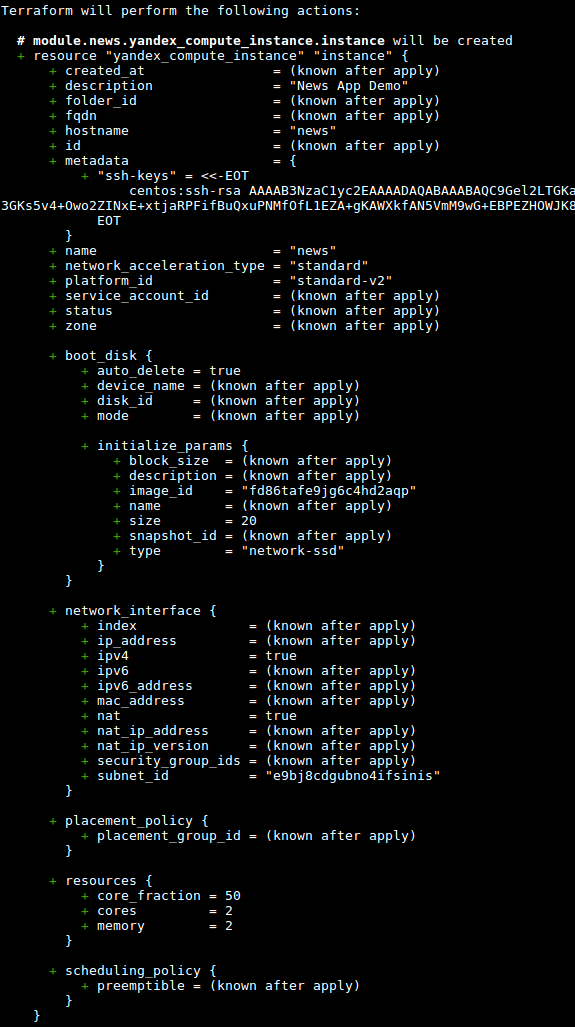 Terraform will perform the following actions:
# module.news.yandex_compute_instance.instance will be created
+ resource "yandex_compute_instance" "instance" {
+ created_at = (known after apply)
+ description = "News App Demo"
+ folder_id = (known after apply)
+ fqdn = (known after apply)
+ hostname = "news"
+ id = (known after apply)
+ metadata = {
+ "ssh-keys" = <<-EOT
centos:ssh-rsa AAAAB3NzaC1yc2EAAAADAQABAAABAQC9Gel2LTGKa
3GKs5v4+Owo2ZINxE+xtjaRPFifBuQxuPNMfOfL1EZA+gKAWXkfAN5VmM9wG+EBPEZHOWJK8
EOT
}
+ name = "news"
+ network_acceleration_type = "standard"
+ platform_id = "standard-v2"
+ service_account_id = (known after apply)
+ status = (known after apply)
+ zone = (known after apply)
+ boot_disk {
+ auto_delete = true
+ device_name = (known after apply)
+ disk_id = (known after apply)
+ mode = (known after apply)
+ initialize_params {
+ block_size = (known after apply)
+ description = (known after apply)
+ image_id = "fd86tafe9jg6c4hd2aqp"
+ name = (known after apply)
+ size = 20
+ snapshot_id = (known after apply)
+ type = "network-ssd"
}
}
+ network_interface {
+ index = (known after apply)
+ ip_address = (known after apply)
+ ipv4 = true
+ ipv6 = (known after apply)
+ ipv6_address = (known after apply)
+ mac_address = (known after apply)
+ nat = true
+ nat_ip_address = (known after apply)
+ nat_ip_version = (known after apply)
+ security_group_ids = (known after apply)
+ subnet_id = "e9bj8cdgubno4ifsinis"
}
+ placement_policy {
+ placement_group_id = (known after apply)
}
+ resources {
+ core_fraction = 50
+ cores = 2
+ memory = 2
}
+ scheduling_policy {
+ preemptible = (known after apply)
}
}